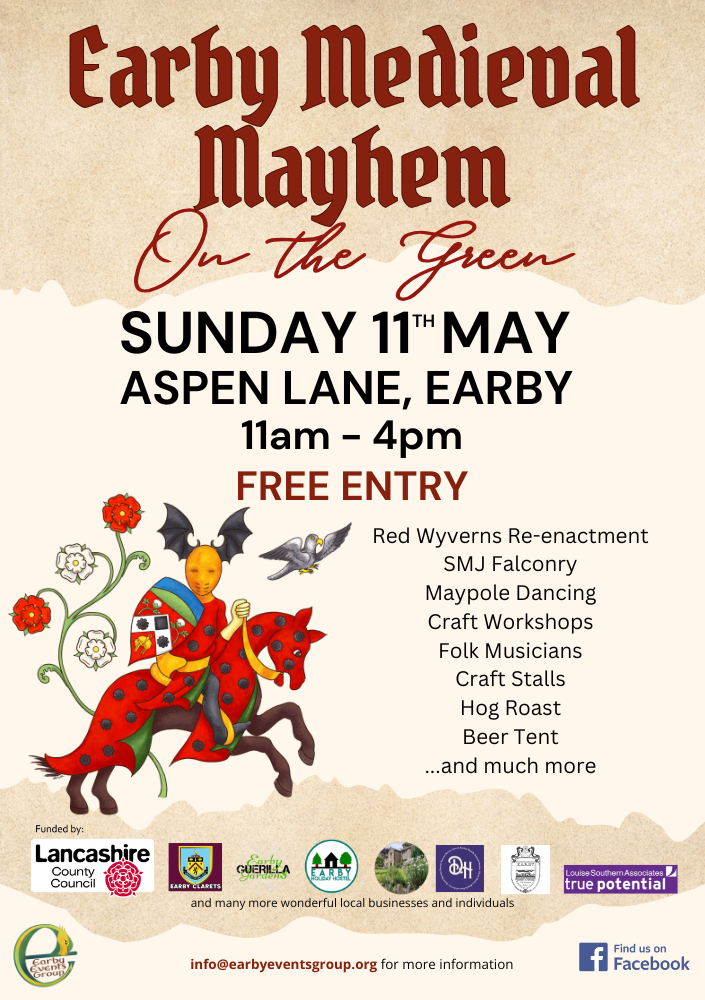 Earby Medieval
Mayhem
On the Green
SUNDAY 11TH MAY
ASPEN LANE, EARBY
11am – 4pm
FREE ENTRY
Red Wyverns Re-enactment
SMJ Falconry
Maypole Dancing
Craft Workshops
Folk Musicians
Craft Stalls
Hog Roast
Beer Tent
...and much more
Funded by:
Lancashire
County
Council
EARBY CLARETS
Earby
GUERILLA
Gardens
EARBY
HOLIDAY HOSTEL
DH
EARBY
Louise Southern Associates
true potential
and many more wonderful local businesses and individuals
Earby
Events
Group
info@earbyeventsgroup.org for more information
Find us on
Facebook